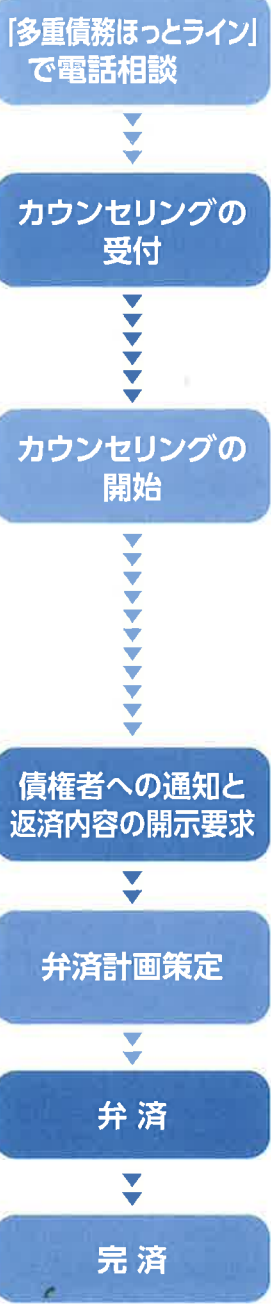 「多重債務ほっとライン」
で電話相談
カウンセリングの
受付
カウンセリングの
開始
債権者への通知と
返済内容の開示要求
弁済計画策定
弁 済
完 済